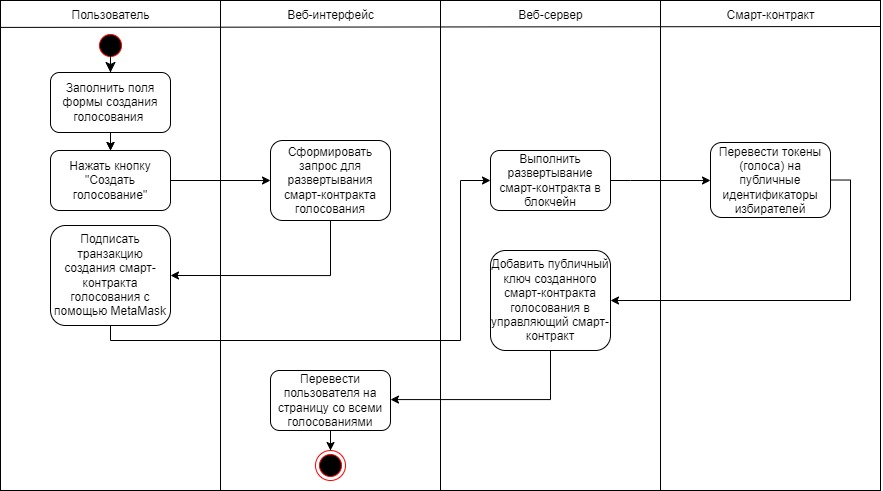 Пользователь
Веб-интерфейс
Веб-сервер
Смарт-контракт
Заполнить поля
формы создания
голосования
Нажать кнопку
"Создать
голосование"
Сформировать
запрос для
развертывания
смарт-контракта
голосования
Подписать
транзакцию
создания смарт-
контракта
голосования с
помощью MetaMask
Выполнить
развертывание
смарт-контракта в
блокчейн
Перевести токены
(голоса) на
публичные
идентификаторы
избирателей
Добавить публичный
ключ созданного
смарт-контракта
голосования в
управляющий смарт-
контракт
Перевести
пользователя на
страницу со всеми
голосованиями